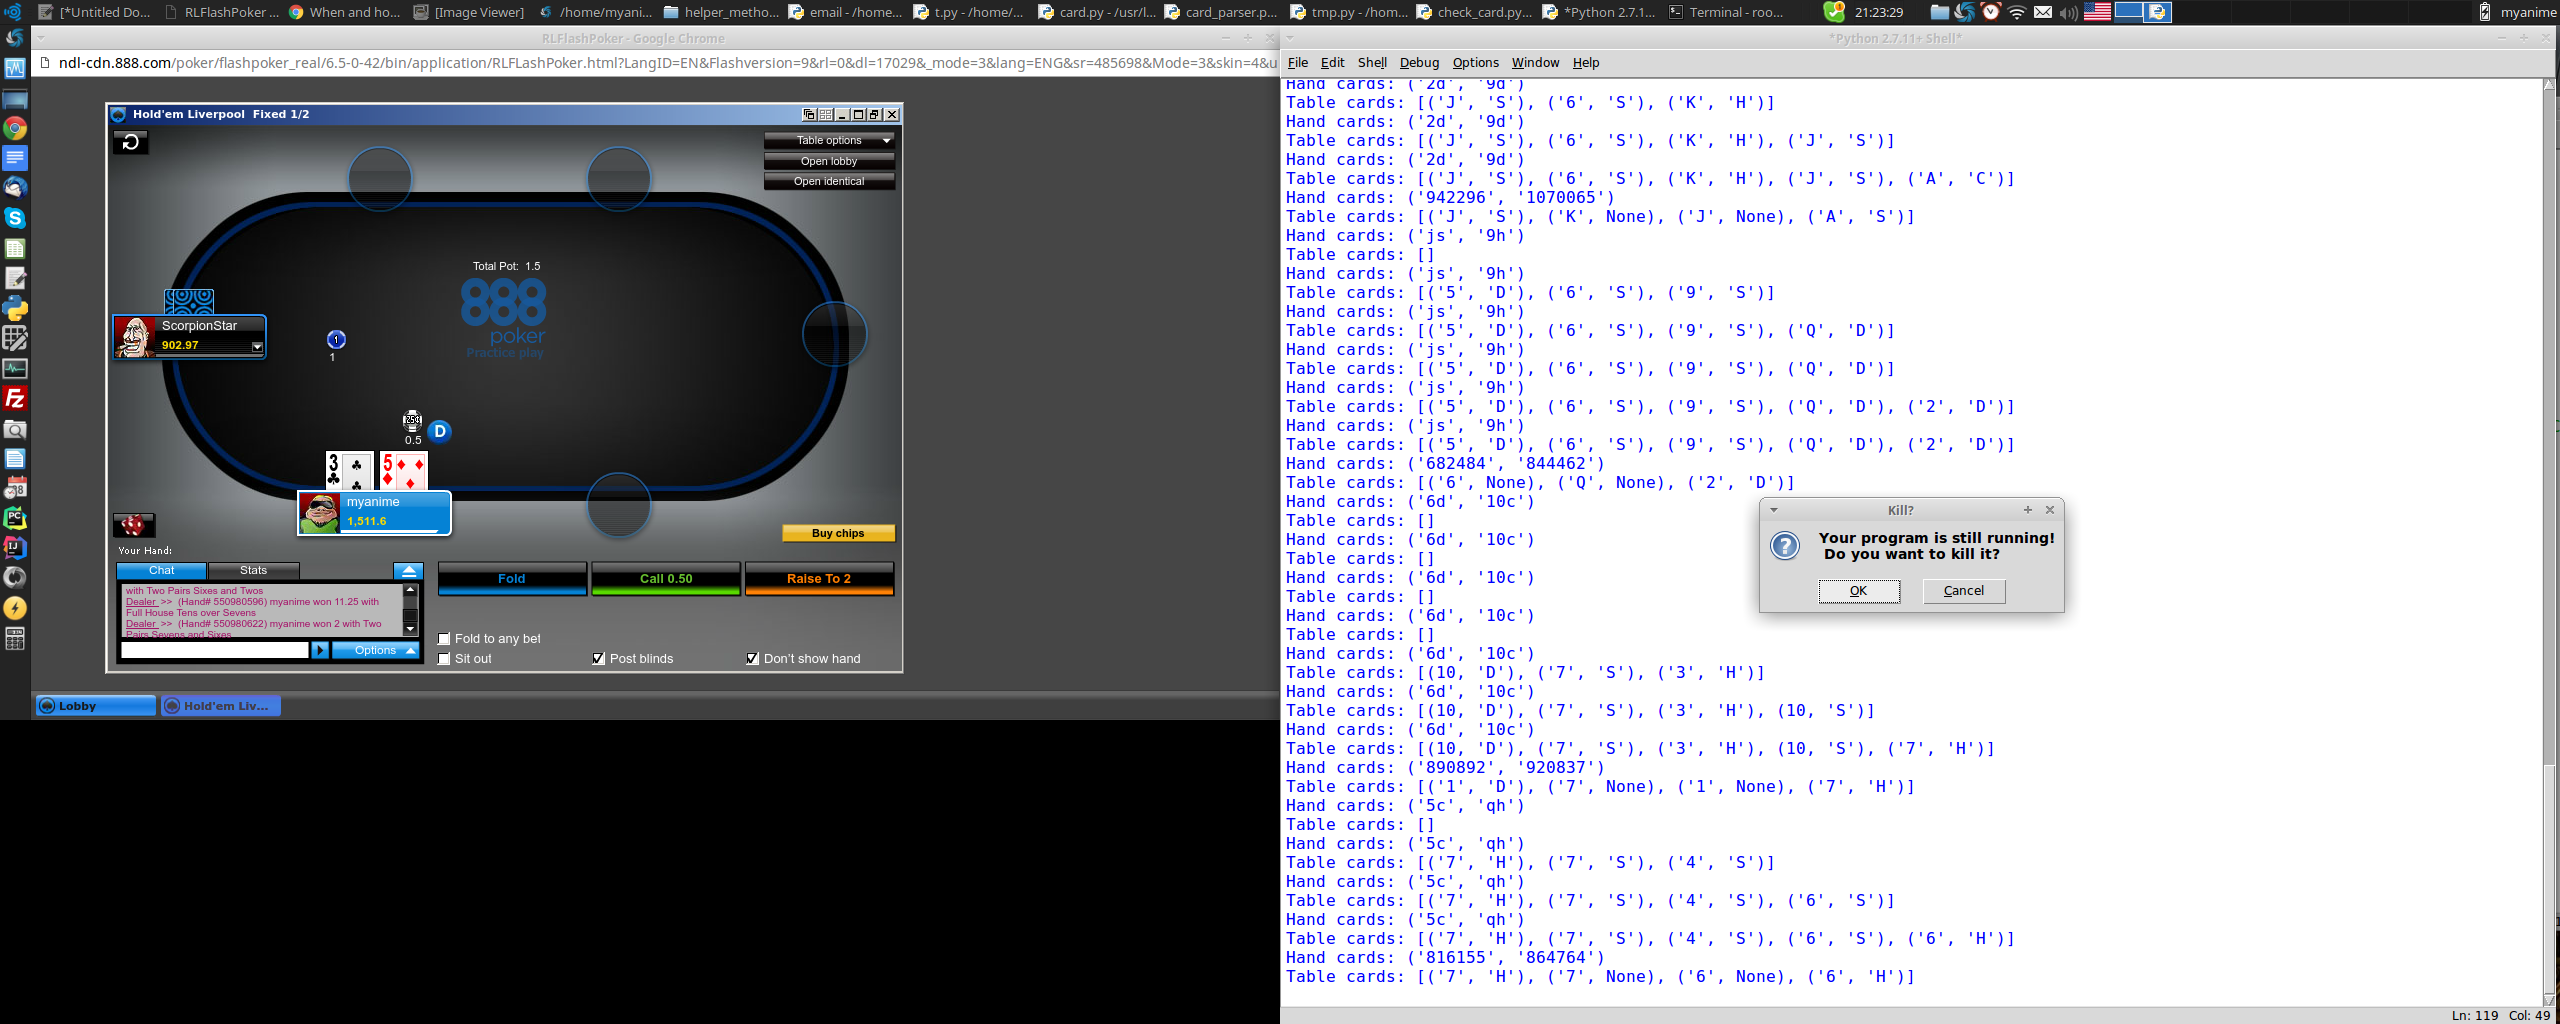 [*Untitled Do...
RLFlashPoker ...
When and ho...
[Image Viewer]
/home/myani...
helper_metho...
email - /home...
t.py - /home/...
card.py - /usr/l...
card_parser.p...
tmp.py - /hom...
check_card.py...
*Python 2.7.1...
Terminal - roo...
21:23:29
myanime
RLFlashPoker - Google Chrome
ndl-cdn.888.com/poker/flashpoker_real/6.5-0-42/bin/application/RLFLashPoker.html?LangID=EN&Flashversion=9&rl=0&dl=17029&_mode=3&lang=ENG&sr=485698&Mode=3&skin=4&u
Hold'em Liverpool Fixed 1/2
Table options
Open lobby
Open identical
Total Pot: 1.5
888
poker
Practice play
ScorpionStar
902.97
1
1
25¢
0.5
D
3
5
myanime
1,511.6
Buy chips
Your Hand:
Chat
Stats
Fold
Call 0.50
Raise To 2
with Two Pairs Sixes and Twos
Dealer >> (Hand# 550980596) myanime won 11.25 with
Full House Tens over Sevens
Dealer >> (Hand# 550980622) myanime won 2 with Two
Pairs Sevens and Sixes
Options
Fold to any bet
Sit out
Post blinds
Don't show hand
Lobby
Hold'em Liv...
*Python 2.7.11+ Shell*
File Edit Shell Debug Options Window Help
Hand cards: ('2d', '9d')
Table cards: [('J', 'S'), ('6', 'S'), ('K', 'H')]
Hand cards: ('2d', '9d')
Table cards: [('J', 'S'), ('6', 'S'), ('K', 'H'), ('J', 'S')]
Hand cards: ('2d', '9d')
Table cards: [('J', 'S'), ('6', 'S'), ('K', 'H'), ('J', 'S'), ('A', 'C')]
Hand cards: ('942296', '1070065')
Table cards: [('J', 'S'), ('K', None), ('J', None), ('A', 'S')]
Hand cards: ('js', '9h')
Table cards: []
Hand cards: ('js', '9h')
Table cards: [('5', 'D'), ('6', 'S'), ('9', 'S')]
Hand cards: ('js', '9h')
Table cards: [('5', 'D'), ('6', 'S'), ('9', 'S'), ('Q', 'D')]
Hand cards: ('js', '9h')
Table cards: [('5', 'D'), ('6', 'S'), ('9', 'S'), ('Q', 'D')]
Hand cards: ('js', '9h')
Table cards: [('5', 'D'), ('6', 'S'), ('9', 'S'), ('Q', 'D'), ('2', 'D')]
Hand cards: ('js', '9h')
Table cards: [('5', 'D'), ('6', 'S'), ('9', 'S'), ('Q', 'D'), ('2', 'D')]
Hand cards: ('682484', '844462')
Table cards: [('6', None), ('Q', None), ('2', 'D')]
Hand cards: ('6d', '10c')
Table cards: []
Hand cards: ('6d', '10c')
Table cards: []
Hand cards: ('6d', '10c')
Table cards: []
Hand cards: ('6d', '10c')
Table cards: []
Hand cards: ('6d', '10c')
Table cards: [(10, 'D'), ('7', 'S'), ('3', 'H')]
Hand cards: ('6d', '10c')
Table cards: [(10, 'D'), ('7', 'S'), ('3', 'H'), (10, 'S')]
Hand cards: ('6d', '10c')
Table cards: [(10, 'D'), ('7', 'S'), ('3', 'H'), (10, 'S'), ('7', 'H')]
Hand cards: ('890892', '920837')
Table cards: [('1', 'D'), ('7', None), ('1', None), ('7', 'H')]
Hand cards: ('5c', 'qh')
Table cards: []
Hand cards: ('5c', 'qh')
Table cards: [('7', 'H'), ('7', 'S'), ('4', 'S')]
Hand cards: ('5c', 'qh')
Table cards: [('7', 'H'), ('7', 'S'), ('4', 'S'), ('6', 'S')]
Hand cards: ('5c', 'qh')
Table cards: [('7', 'H'), ('7', 'S'), ('4', 'S'), ('6', 'S'), ('6', 'H')]
Hand cards: ('816155', '864764')
Table cards: [('7', 'H'), ('7', None), ('6', None), ('6', 'H')]
Kill?
Your program is still running!
Do you want to kill it?
OK
Cancel
Ln: 119 Col: 49